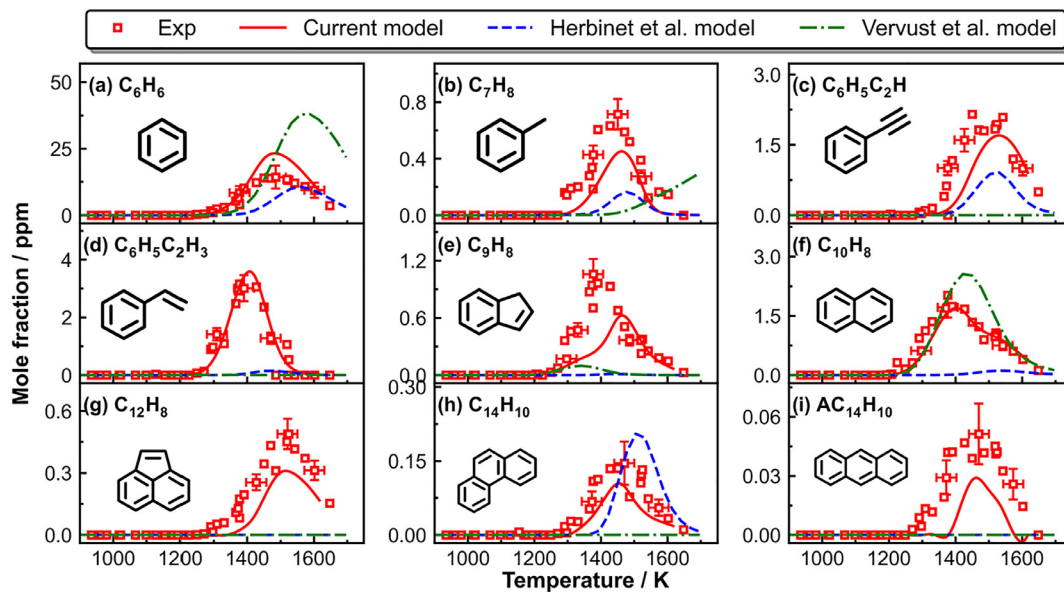 Exp Current model Herbinet et al. model Vervust et al model
(a) C₆H₆ (b) C₇H₈ (c) C₆H₅C₂H
50 0.8 3.0
25 0.4 1.5
0 0.0 0.0
(d) C₆H₅C₂H₃ (e) C₉H₈ (f) C₁₀H₈
4 1.2 3.0
2 0.6 1.5
0 0.0 0.0
Mole fraction / ppm
(g) C₁₂H₈ (h) C₁₄H₁₀ (i) AC₁₄H₁₀
0.6 0.30 0.06
0.3 0.15 0.03
0.0 0.00 0.00
1000 1200 1400 1600 1000 1200 1400 1600 1000 1200 1400 1600
Temperature / K